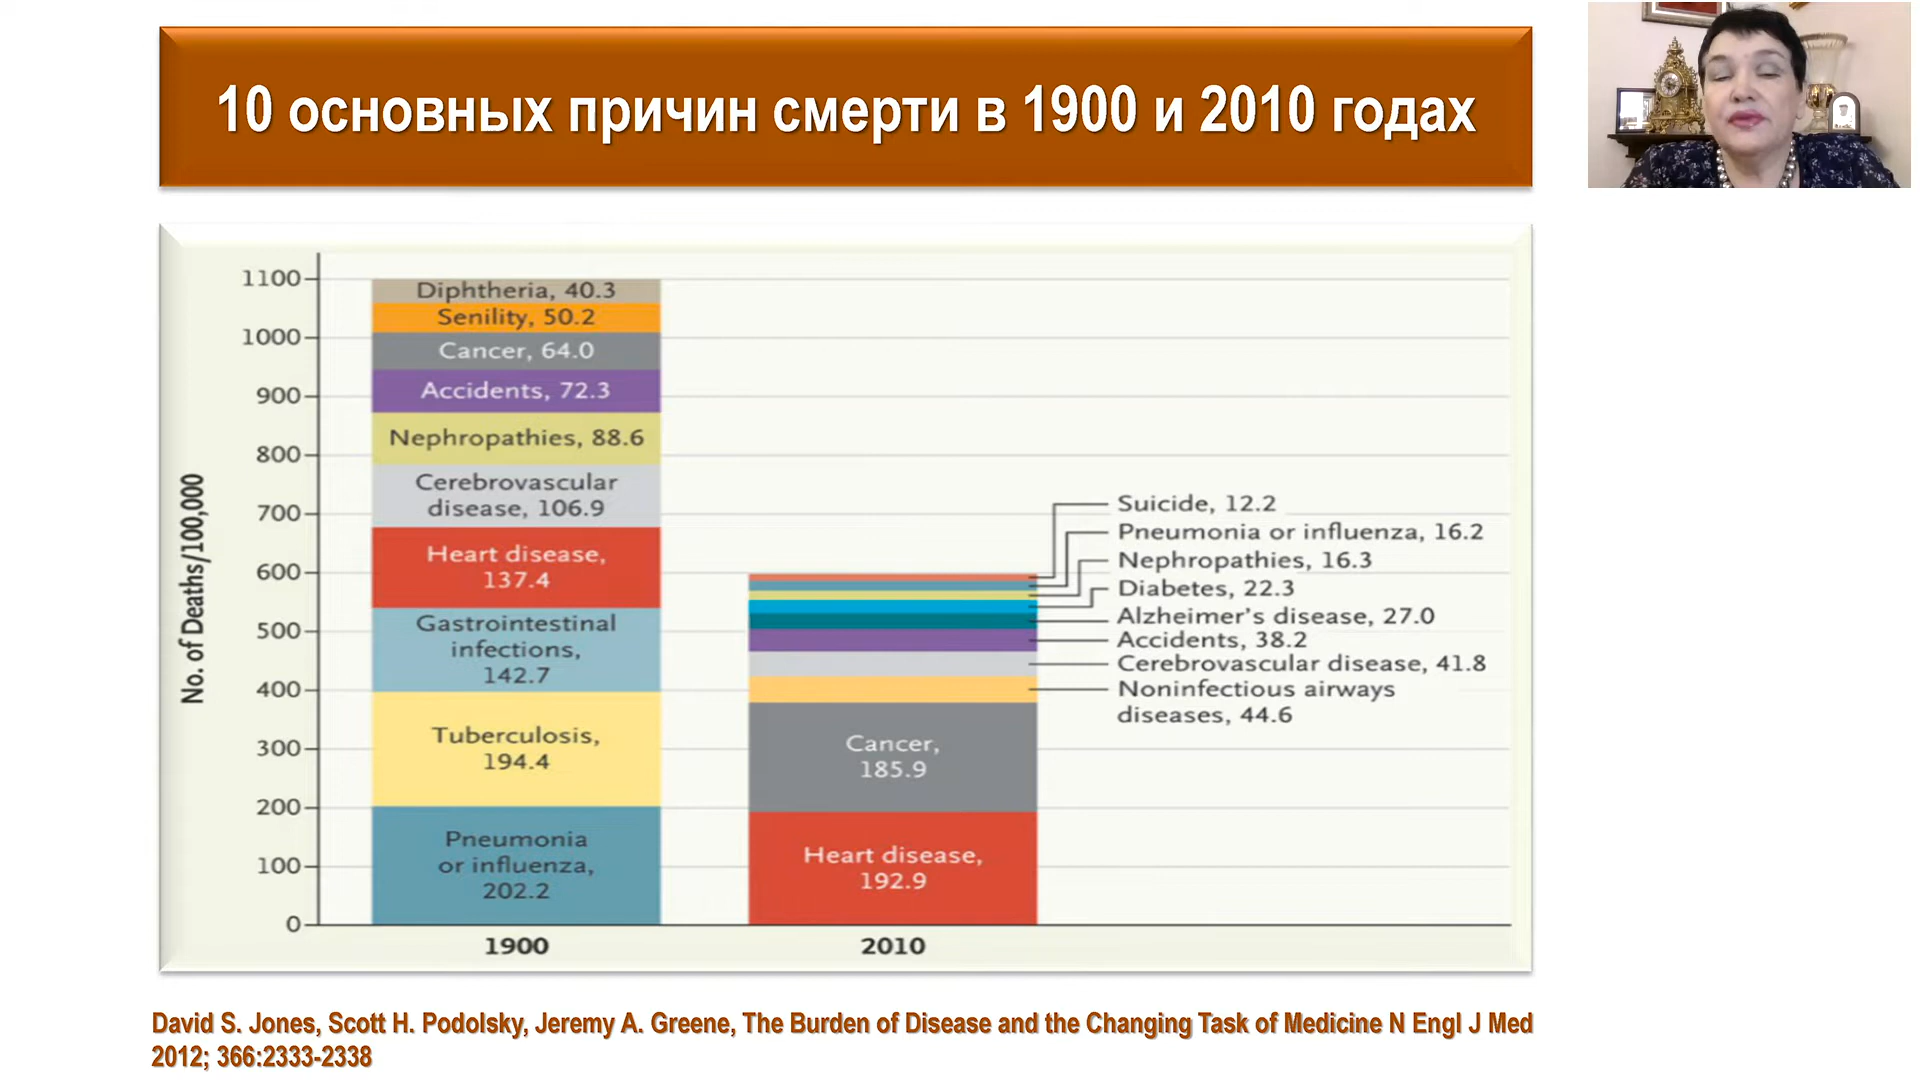 10 основных причин смерти в 1900 и 2010 годах
No. of Deaths/100,000
1100
1000
900
800
700
600
500
400
300
200
100
0
Diphtheria, 40.3
Senility, 50.2
Cancer, 64.0
Accidents, 72.3
Nephropathies, 88.6
Cerebrovascular
disease, 106.9
Heart disease,
137.4
Gastrointestinal
infections,
142.7
Tuberculosis,
194.4
Pneumonia
or influenza,
202.2
1900
Suicide, 12.2
Pneumonia or influenza, 16.2
Nephropathies, 16.3
Diabetes, 22.3
Alzheimer’s disease, 27.0
Accidents, 38.2
Cerebrovascular disease, 41.8
Noninfectious airways
diseases, 44.6
Cancer,
185.9
Heart disease,
192.9
2010
David S. Jones, Scott H. Podolsky, Jeremy A. Greene, The Burden of Disease and the Changing Task of Medicine N Engl J Med
2012; 366:2333-2338